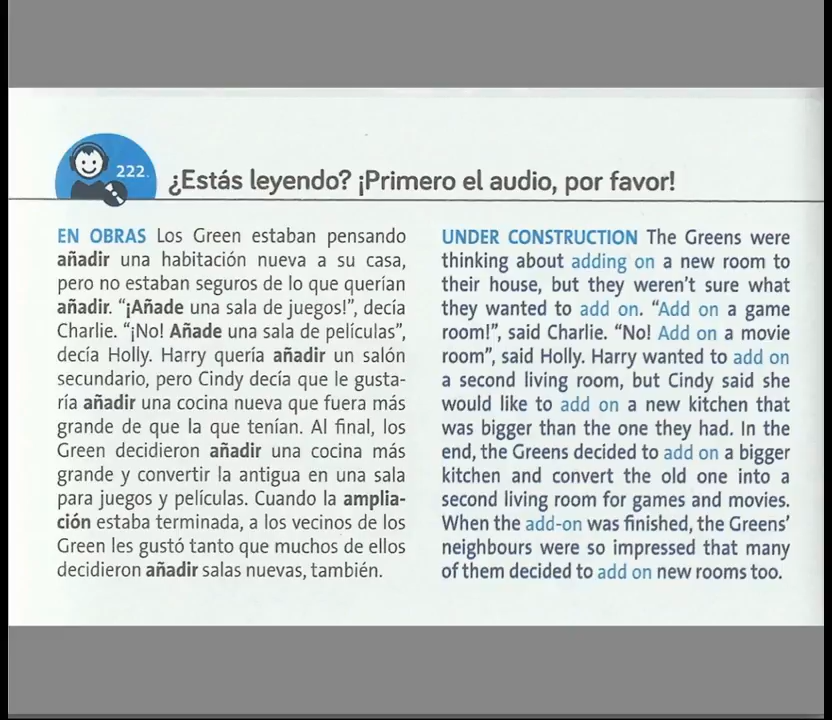 222.
¿Estás leyendo? ¡Primero el audio, por favor!
EN OBRAS Los Green estaban pensando
añadir una habitación nueva a su casa,
pero no estaban seguros de lo que querían
añadir. “¡Añade una sala de juegos!”, decía
Charlie. “¡No! Añade una sala de películas”,
decía Holly. Harry quería añadir un salón
secundario, pero Cindy decía que le gusta-
ría añadir una cocina nueva que fuera más
grande de que la que tenían. Al final, los
Green decidieron añadir una cocina más
grande y convertir la antigua en una sala
para juegos y películas. Cuando la amplia-
ción estaba terminada, a los vecinos de los
Green les gustó tanto que muchos de ellos
decidieron añadir salas nuevas, también.
UNDER CONSTRUCTION The Greens were
thinking about adding on a new room to
their house, but they weren’t sure what
they wanted to add on. “Add on a game
room!”, said Charlie. “No! Add on a movie
room”, said Holly. Harry wanted to add on
a second living room, but Cindy said she
would like to add on a new kitchen that
was bigger than the one they had. In the
end, the Greens decided to add on a bigger
kitchen and convert the old one into a
second living room for games and movies.
When the add-on was finished, the Greens’
neighbours were so impressed that many
of them decided to add on new rooms too.